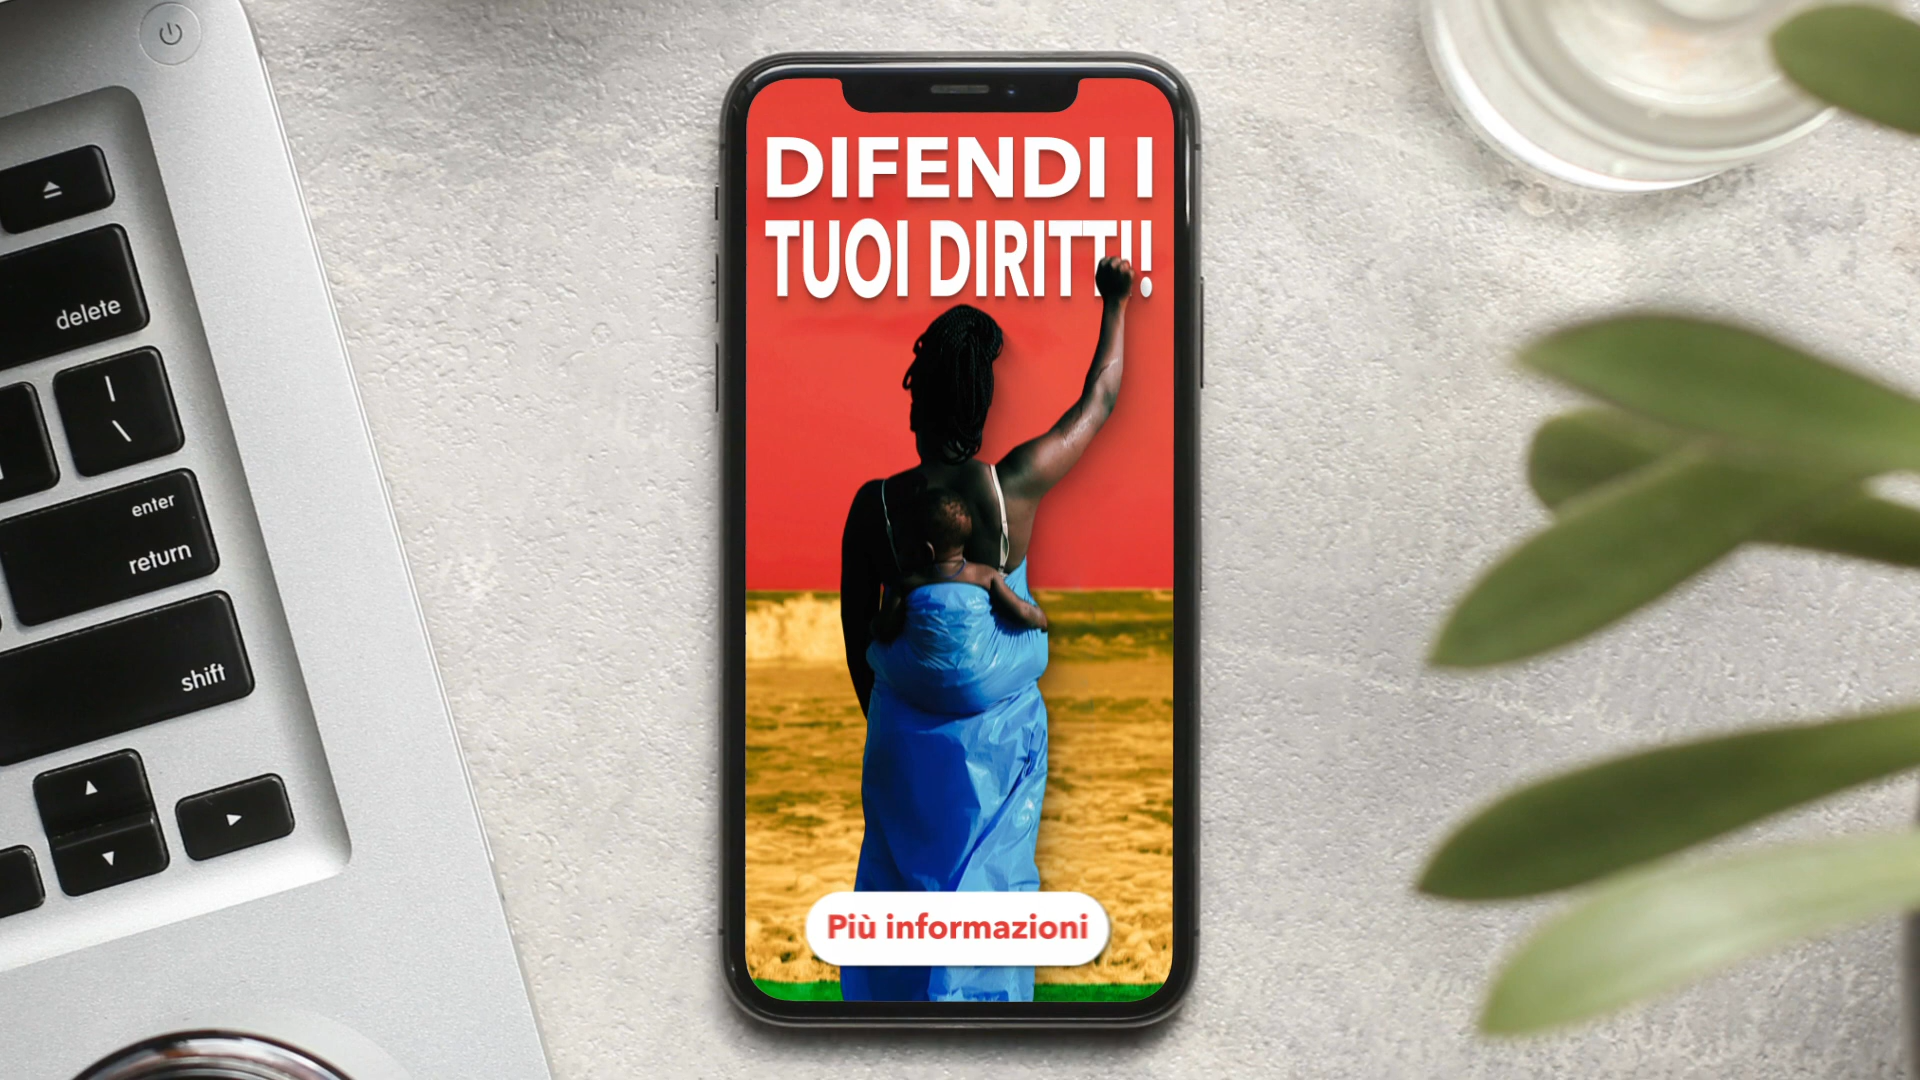 DIFENDI I
TUOI DIRITTI!
Più informazioni
delete
|
\
enter
return
shift